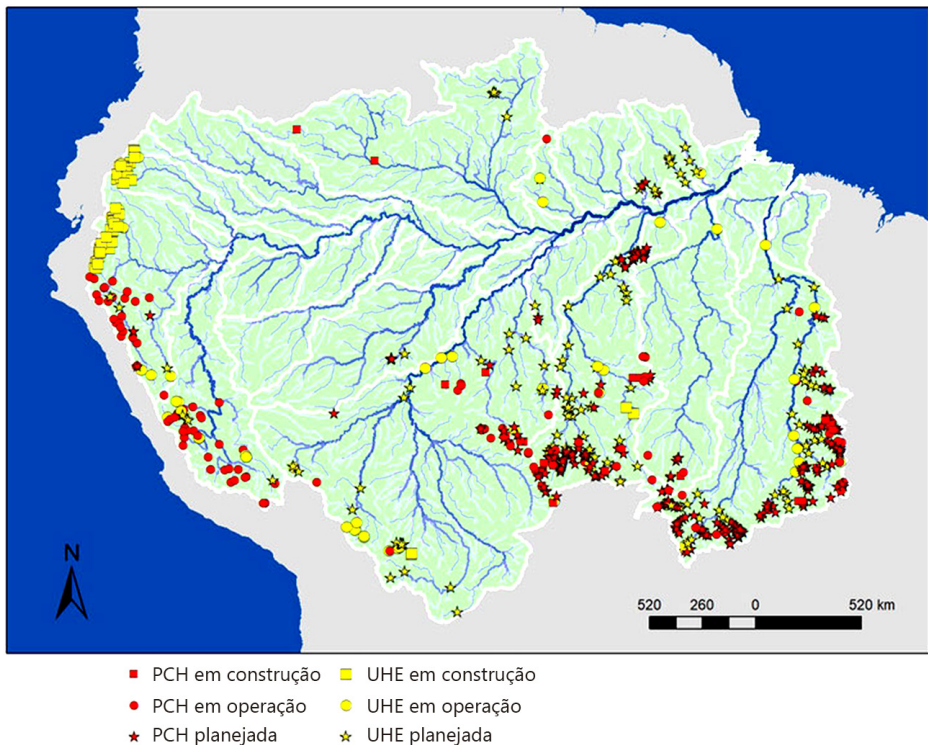 N
520 260 0 520 km
PCH em construção UHE em construção
PCH em operação UHE em operação
PCH planejada UHE planejada